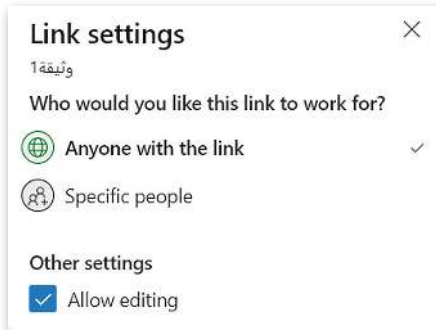 Link settings
وثيقة1
Who would you like this link to work for?
Anyone with the link
Specific people
Other settings
Allow editing